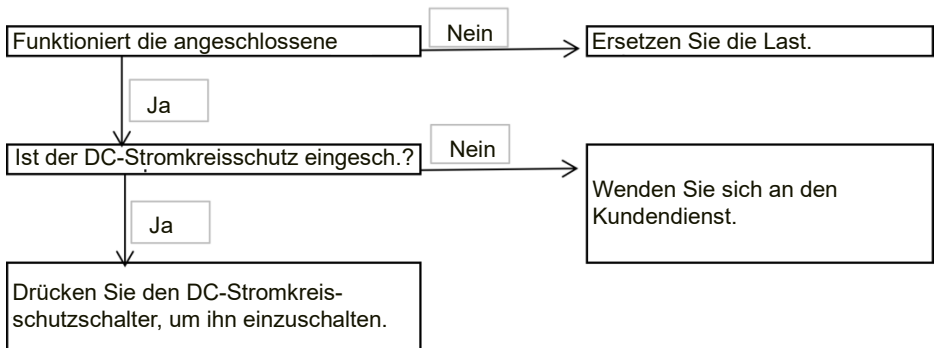 Funktioniert die angeschlossene
Nein
Ersetzen Sie die Last.
Ja
Ist der DC-Stromkreisschutz eingesch.?
Nein
Wenden Sie sich an den
Kundendienst.
Ja
Drücken Sie den DC-Stromkreis-
schutzschalter, um ihn einzuschalten.